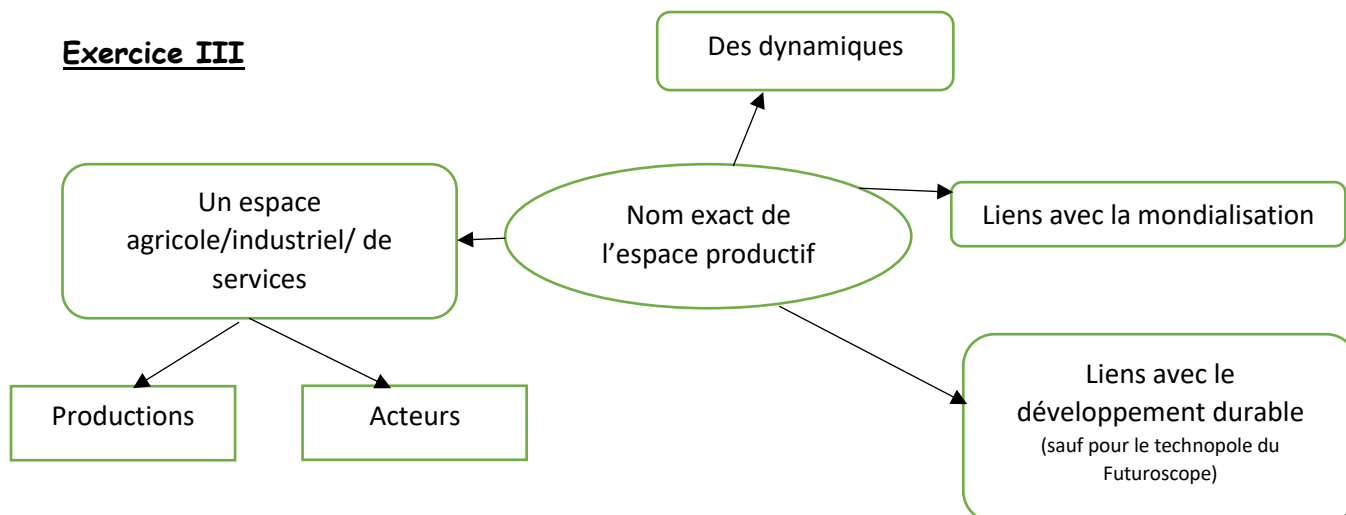 Exercice III
Des dynamiques
Un espace
agricole/industriel/ de
services
Nom exact de
l’espace productif
Liens avec la mondialisation
Productions
Acteurs
Liens avec le
développement durable
(sauf pour le technopole du
Futuroscope)